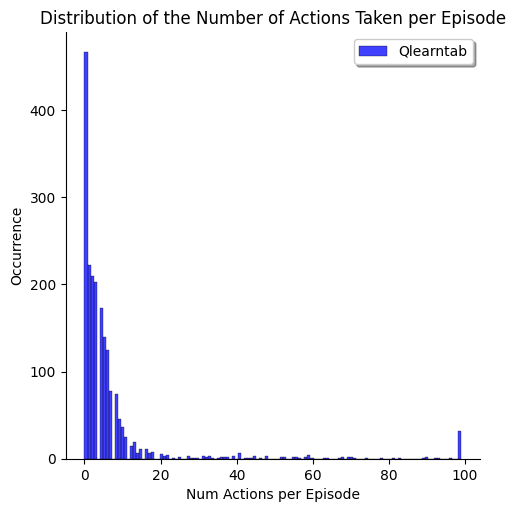 Distribution of the Number of Actions Taken per Episode
Qlearntab
400
300
200
100
0
Occurrence
0 20 40 60 80 100
Num Actions per Episode